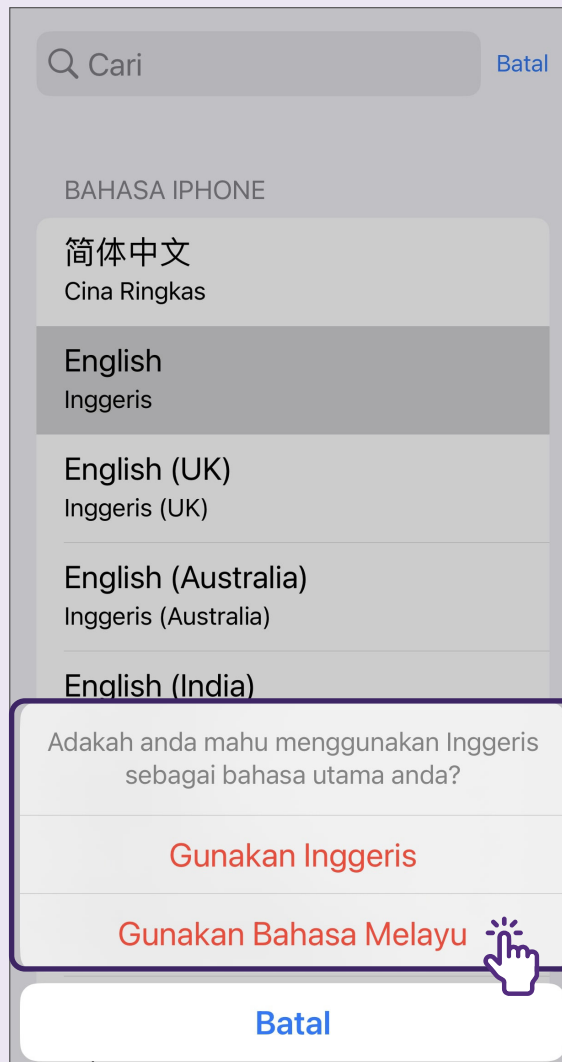 Cari
Batal
BAHASA IPHONE
简体中文
Cina Ringkas
English
Inggeris
English (UK)
Inggeris (UK)
English (Australia)
Inggeris (Australia)
English (India)
Adakah anda mahu menggunakan Inggeris
sebagai bahasa utama anda?
Gunakan Inggeris
Gunakan Bahasa Melayu
Batal